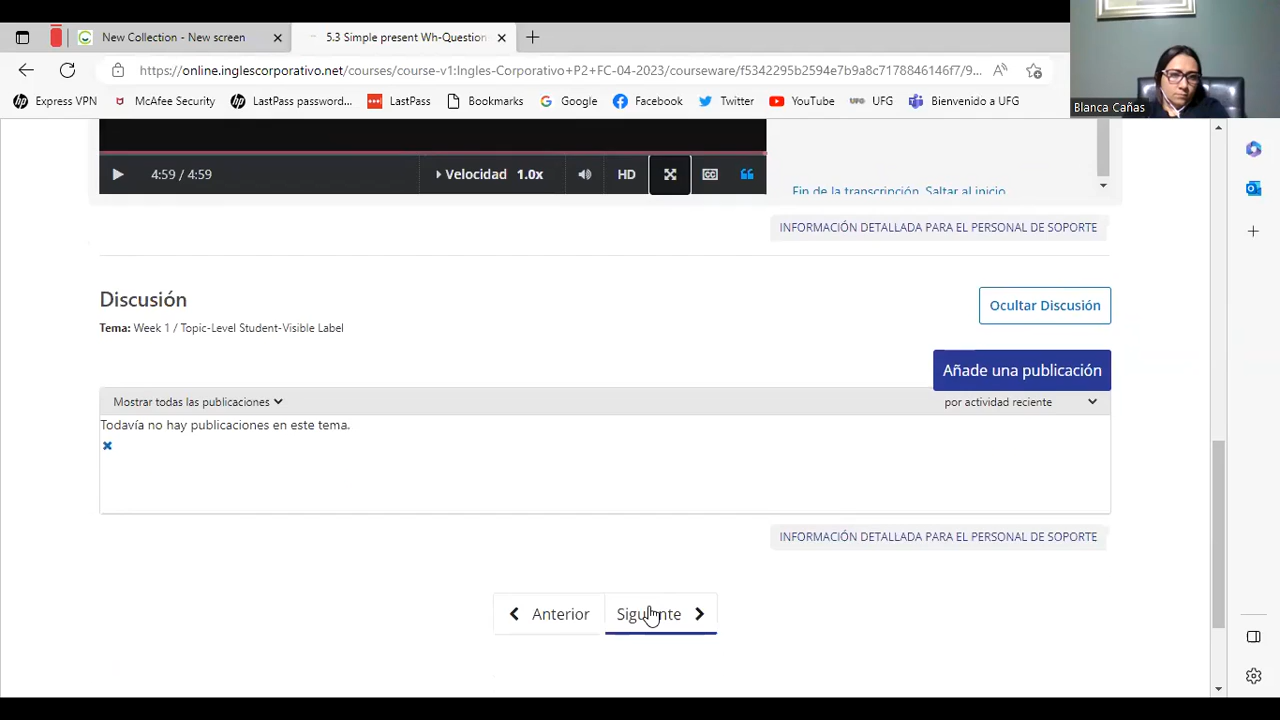 New Collection - New screen
5.3 Simple present Wh-Question
https://online.inglescorporativo.net/courses/course-v1:Ingles-Corporativo+P2+FC-04-2023/courseware/f5342295b2594e7b9a8c7178846146f7/9...
Express VPN
McAfee Security
LastPass password...
LastPass
Bookmarks
Google
Facebook
Twitter
YouTube
UFG
Bienvenido a UFG
Blanca Cañas
4:59 / 4:59
Velocidad 1.0x
HD
Fin de la transcripción. Saltar al inicio
INFORMACIÓN DETALLADA PARA EL PERSONAL DE SOPORTE
Discusión
Ocultar Discusión
Tema: Week 1 / Topic-Level Student-Visible Label
Añade una publicación
Mostrar todas las publicaciones
por actividad reciente
Todavía no hay publicaciones en este tema.
INFORMACIÓN DETALLADA PARA EL PERSONAL DE SOPORTE
Anterior
Siguiente